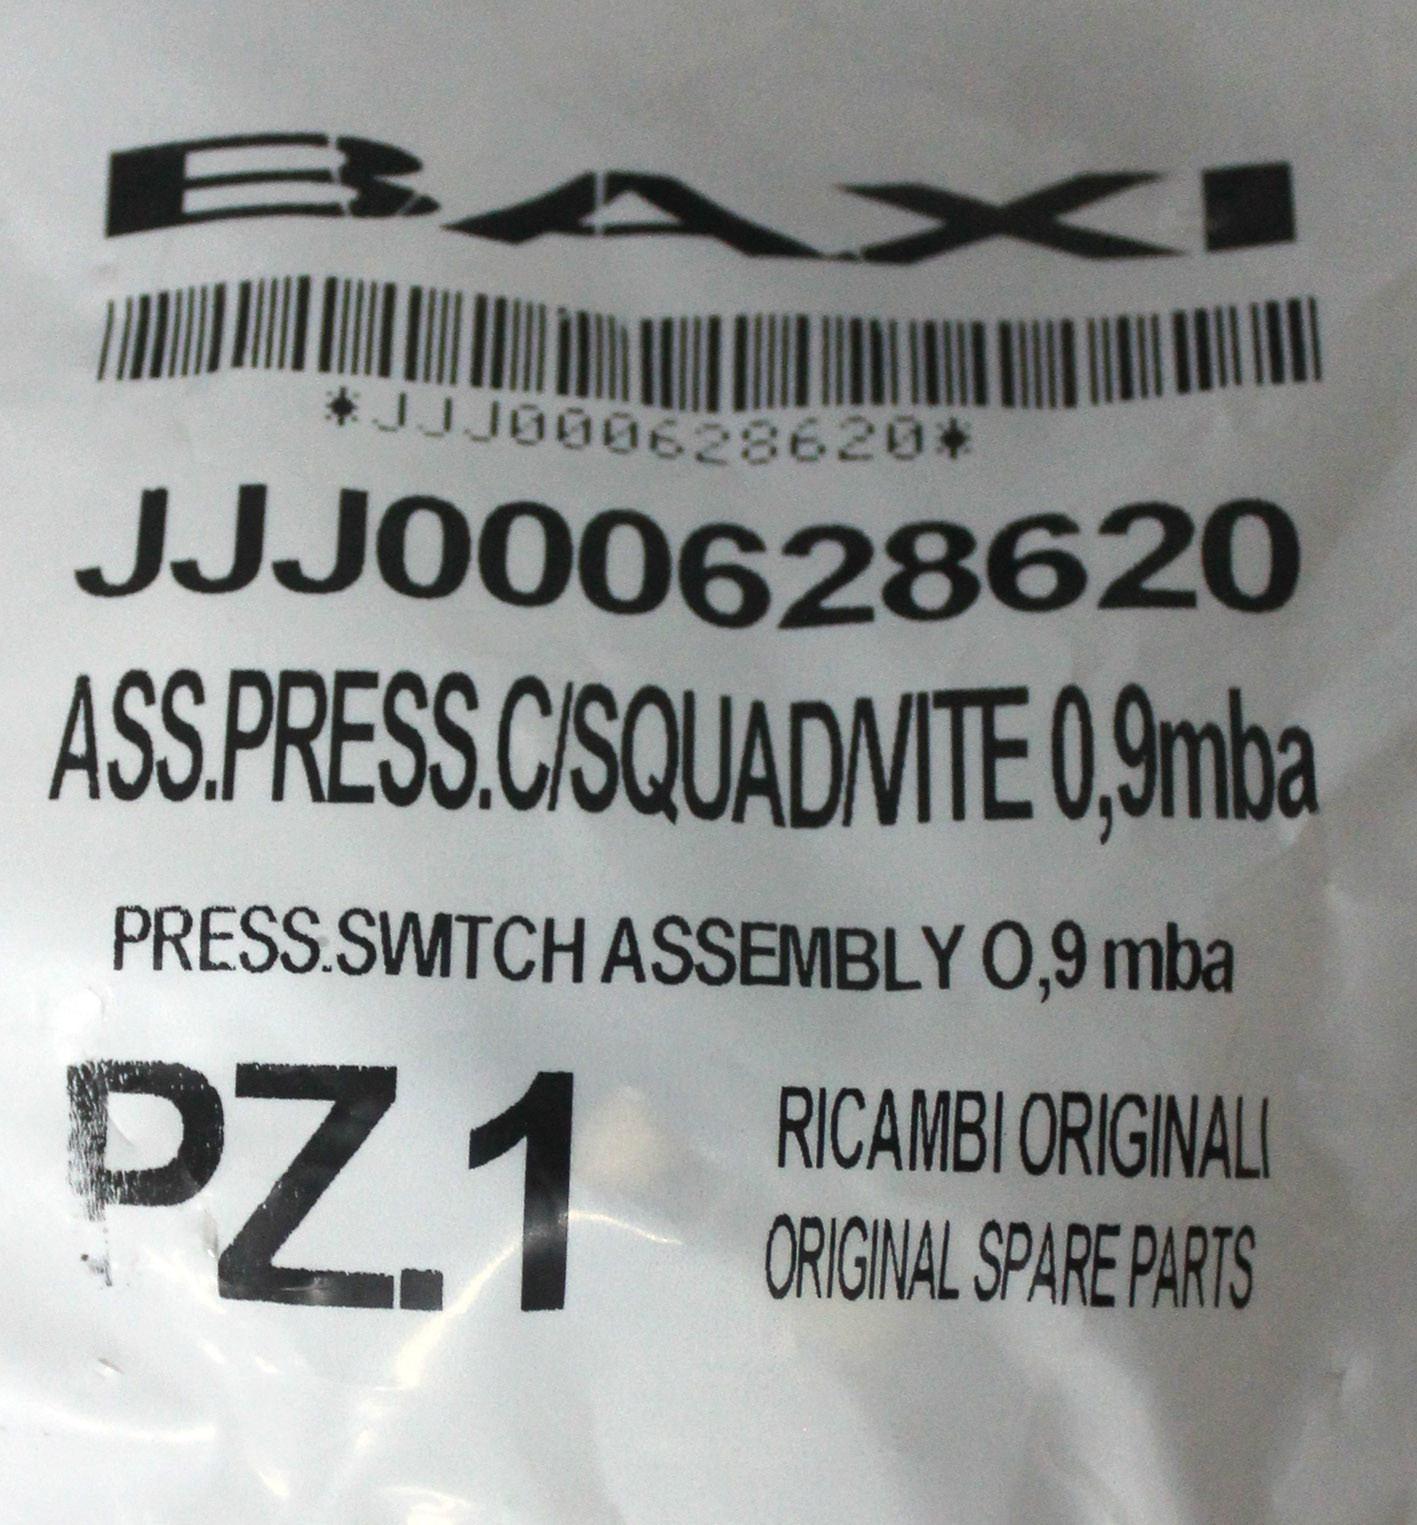 BAXI
*JJJ000628620*
JJJ000628620
ASS.PRESS.C/SQUAD/VITE 0,9mba
PRESS.SWITCH ASSEMBLY O,9 mba
PZ.1
RICAMBI ORIGINALI
ORIGINAL SPARE PARTS